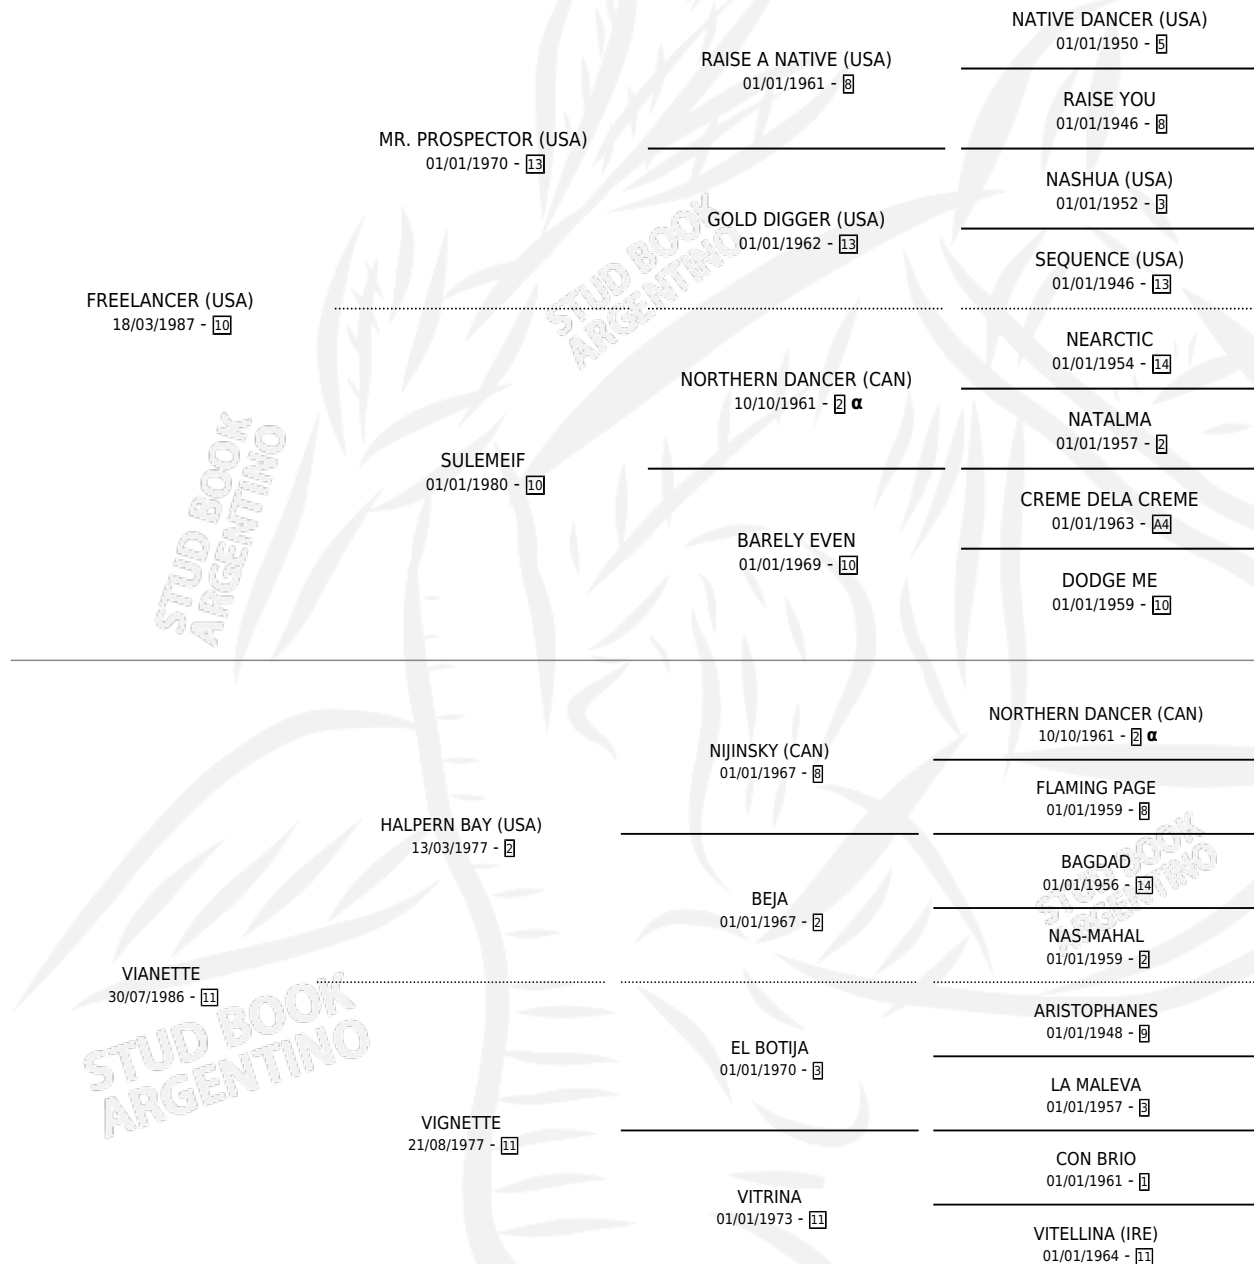 NATIVE DANCER (USA)
01/01/1950 - 5
RAISE A NATIVE (USA)
01/01/1961 - 8
RAISE YOU
01/01/1946 - 8
MR. PROSPECTOR (USA)
01/01/1970 - 13
NASHUA (USA)
01/01/1952 - 3
GOLD DIGGER (USA)
01/01/1962 - 13
SEQUENCE (USA)
01/01/1946 - 13
STUD BOOK
ARGENTINO
FREELANCER (USA)
18/03/1987 - 10
NEARCTIC
01/01/1954 - 14
NORTHERN DANCER (CAN)
10/10/1961 - 2 α
NATALMA
01/01/1957 - 2
SULEMEIF
01/01/1980 - 10
CREME DELA CREME
01/01/1963 - A4
BARELY EVEN
01/01/1969 - 10
DODGE ME
01/01/1959 - 10
STUD BOOK
ARGENTINO
NORTHERN DANCER (CAN)
10/10/1961 - 2 α
NIJINSKY (CAN)
01/01/1967 - 8
FLAMING PAGE
01/01/1959 - 8
HALPERN BAY (USA)
13/03/1977 - 2
BAGDAD
01/01/1956 - 14
BEJA
01/01/1967 - 2
NAS-MAHAL
01/01/1959 - 2
STUD BOOK
ARGENTINO
VIANETTE
30/07/1986 - 11
ARISTOPHANES
01/01/1948 - 9
EL BOTIJA
01/01/1970 - 3
LA MALEVA
01/01/1957 - 3
VIGNETTE
21/08/1977 - 11
CON BRIO
01/01/1961 - 1
VITRINA
01/01/1973 - 11
VITELLINA (IRE)
01/01/1964 - 11
STUD BOOK
ARGENTINO